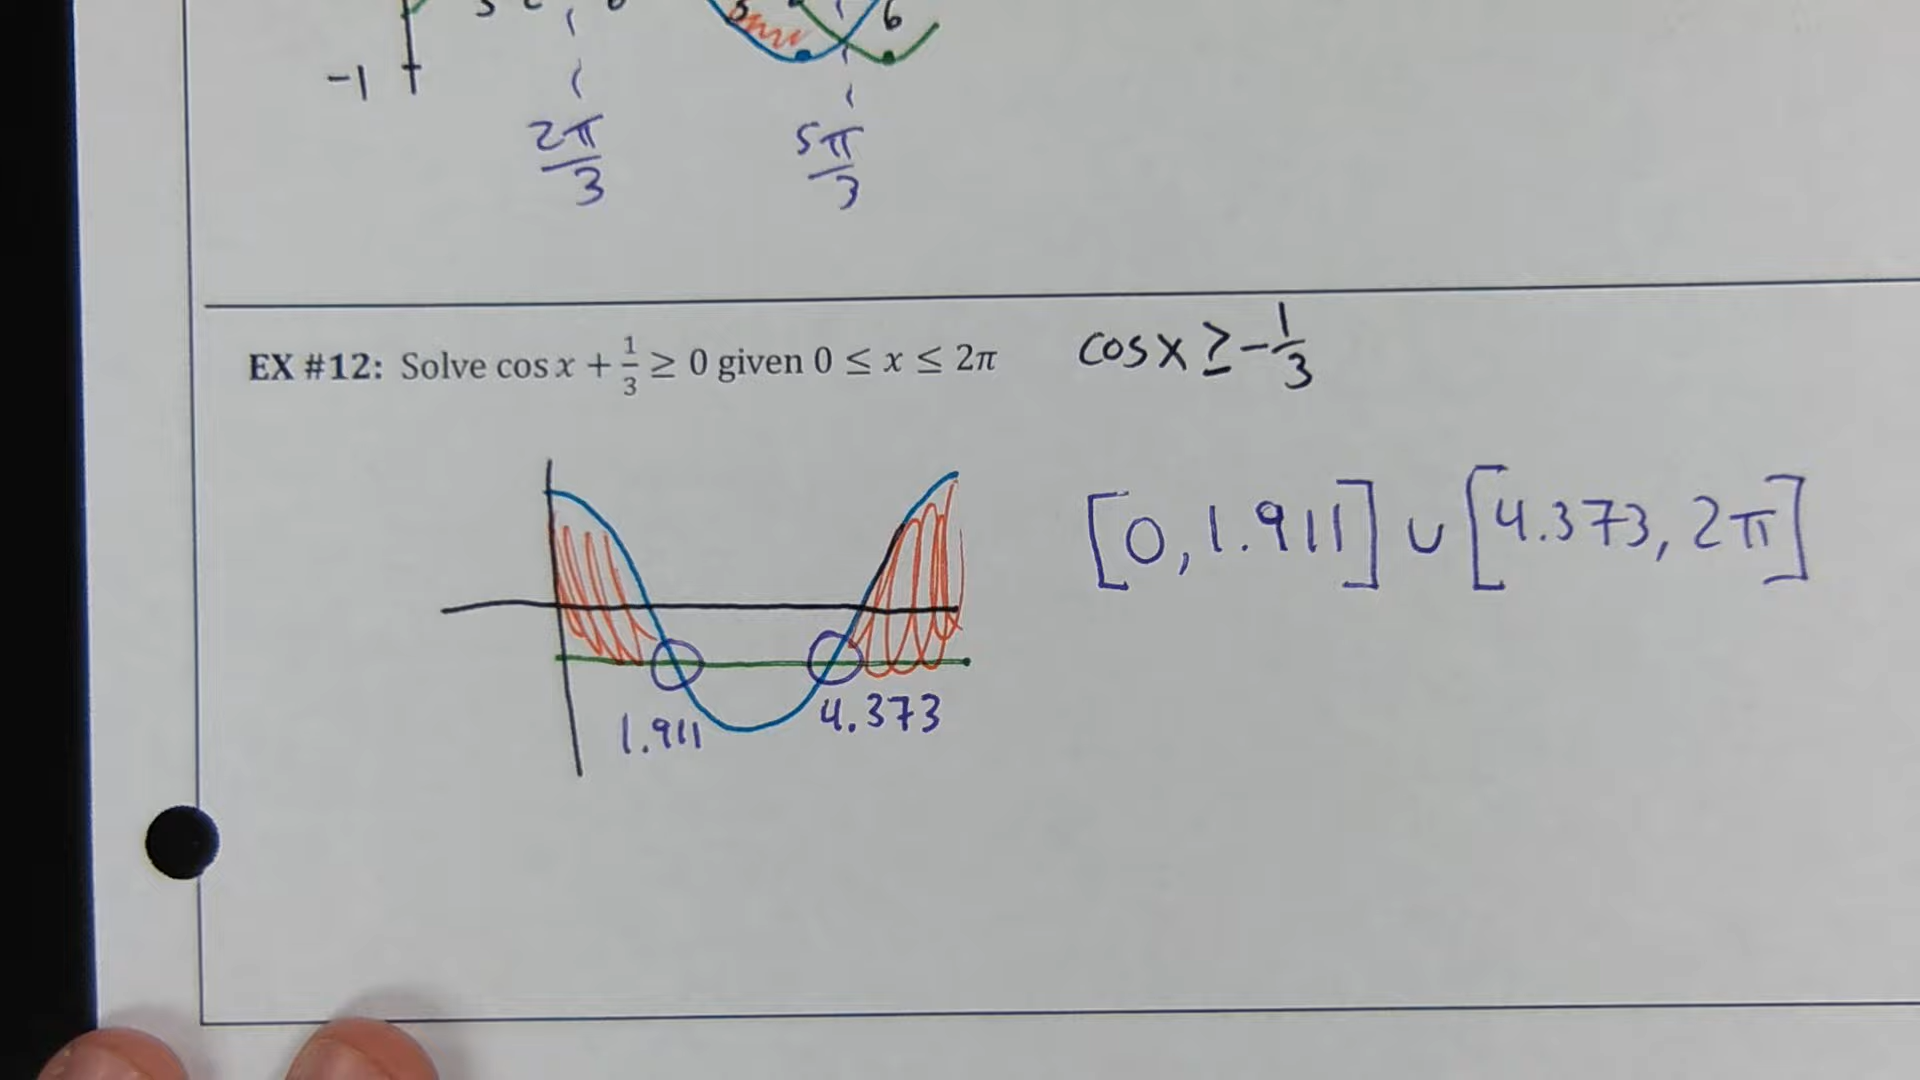 -1
2π/3
5π/3
6
EX #12: Solve cos x + 1/3 ≥ 0 given 0 ≤ x ≤ 2π
cos x ≥ -1/3
[0, 1.911] ∪ [4.373, 2π]
1.911
4.373